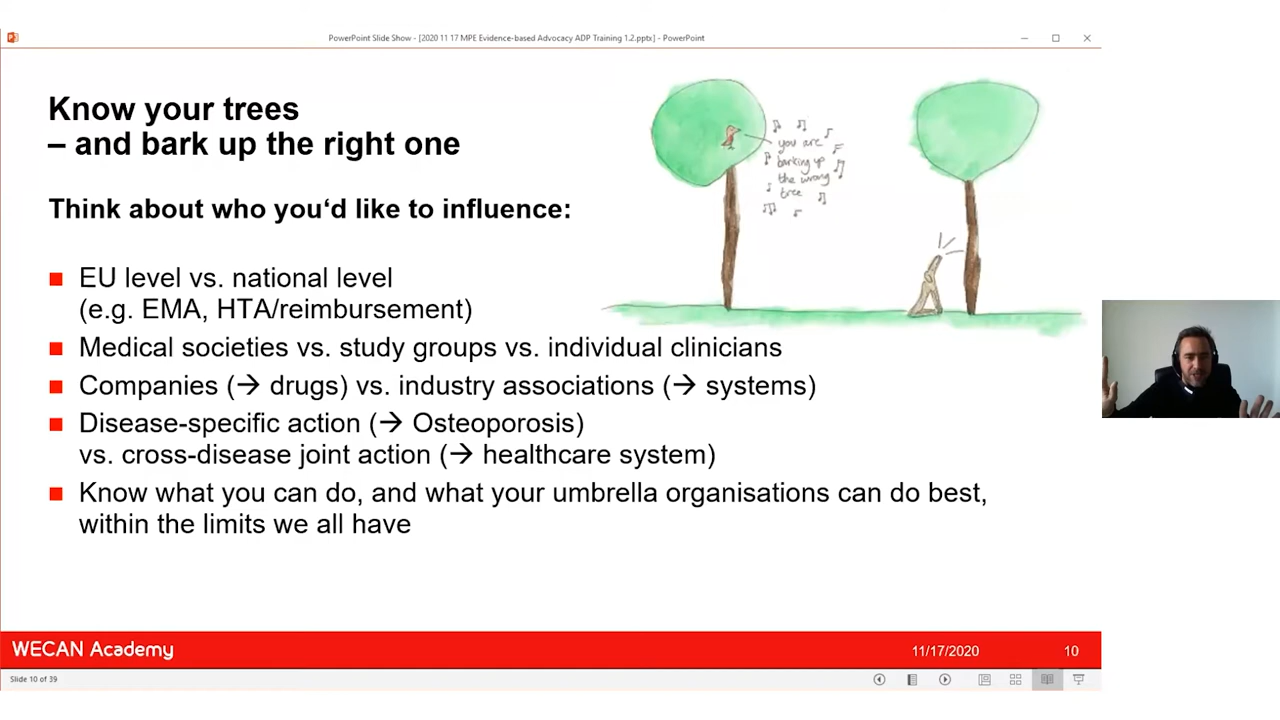 PowerPoint Slide Show - [2020 11 17 MPE Evidence-based Advocacy ADP Training 1.2.pptx] - PowerPoint
Know your trees
– and bark up the right one
you are
barking up
the wrong
tree
Think about who you‘d like to influence:
EU level vs. national level
(e.g. EMA, HTA/reimbursement)
Medical societies vs. study groups vs. individual clinicians
Companies (→ drugs) vs. industry associations (→ systems)
Disease-specific action (→ Osteoporosis)
vs. cross-disease joint action (→ healthcare system)
Know what you can do, and what your umbrella organisations can do best,
within the limits we all have
WECAN Academy
11/17/2020
10
Slide 10 of 39